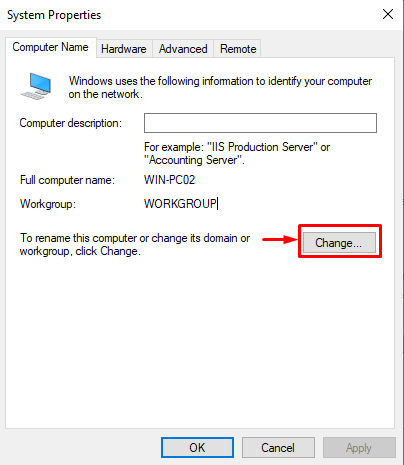 System Properties
Computer Name
Hardware
Advanced
Remote
Windows uses the following information to identify your computer
on the network.
Computer description:
For example: "IIS Production Server" or
"Accounting Server".
Full computer name:
WIN-PC02
Workgroup:
WORKGROUP
To rename this computer or change its domain or
workgroup, click Change.
Change...
OK
Cancel
Apply